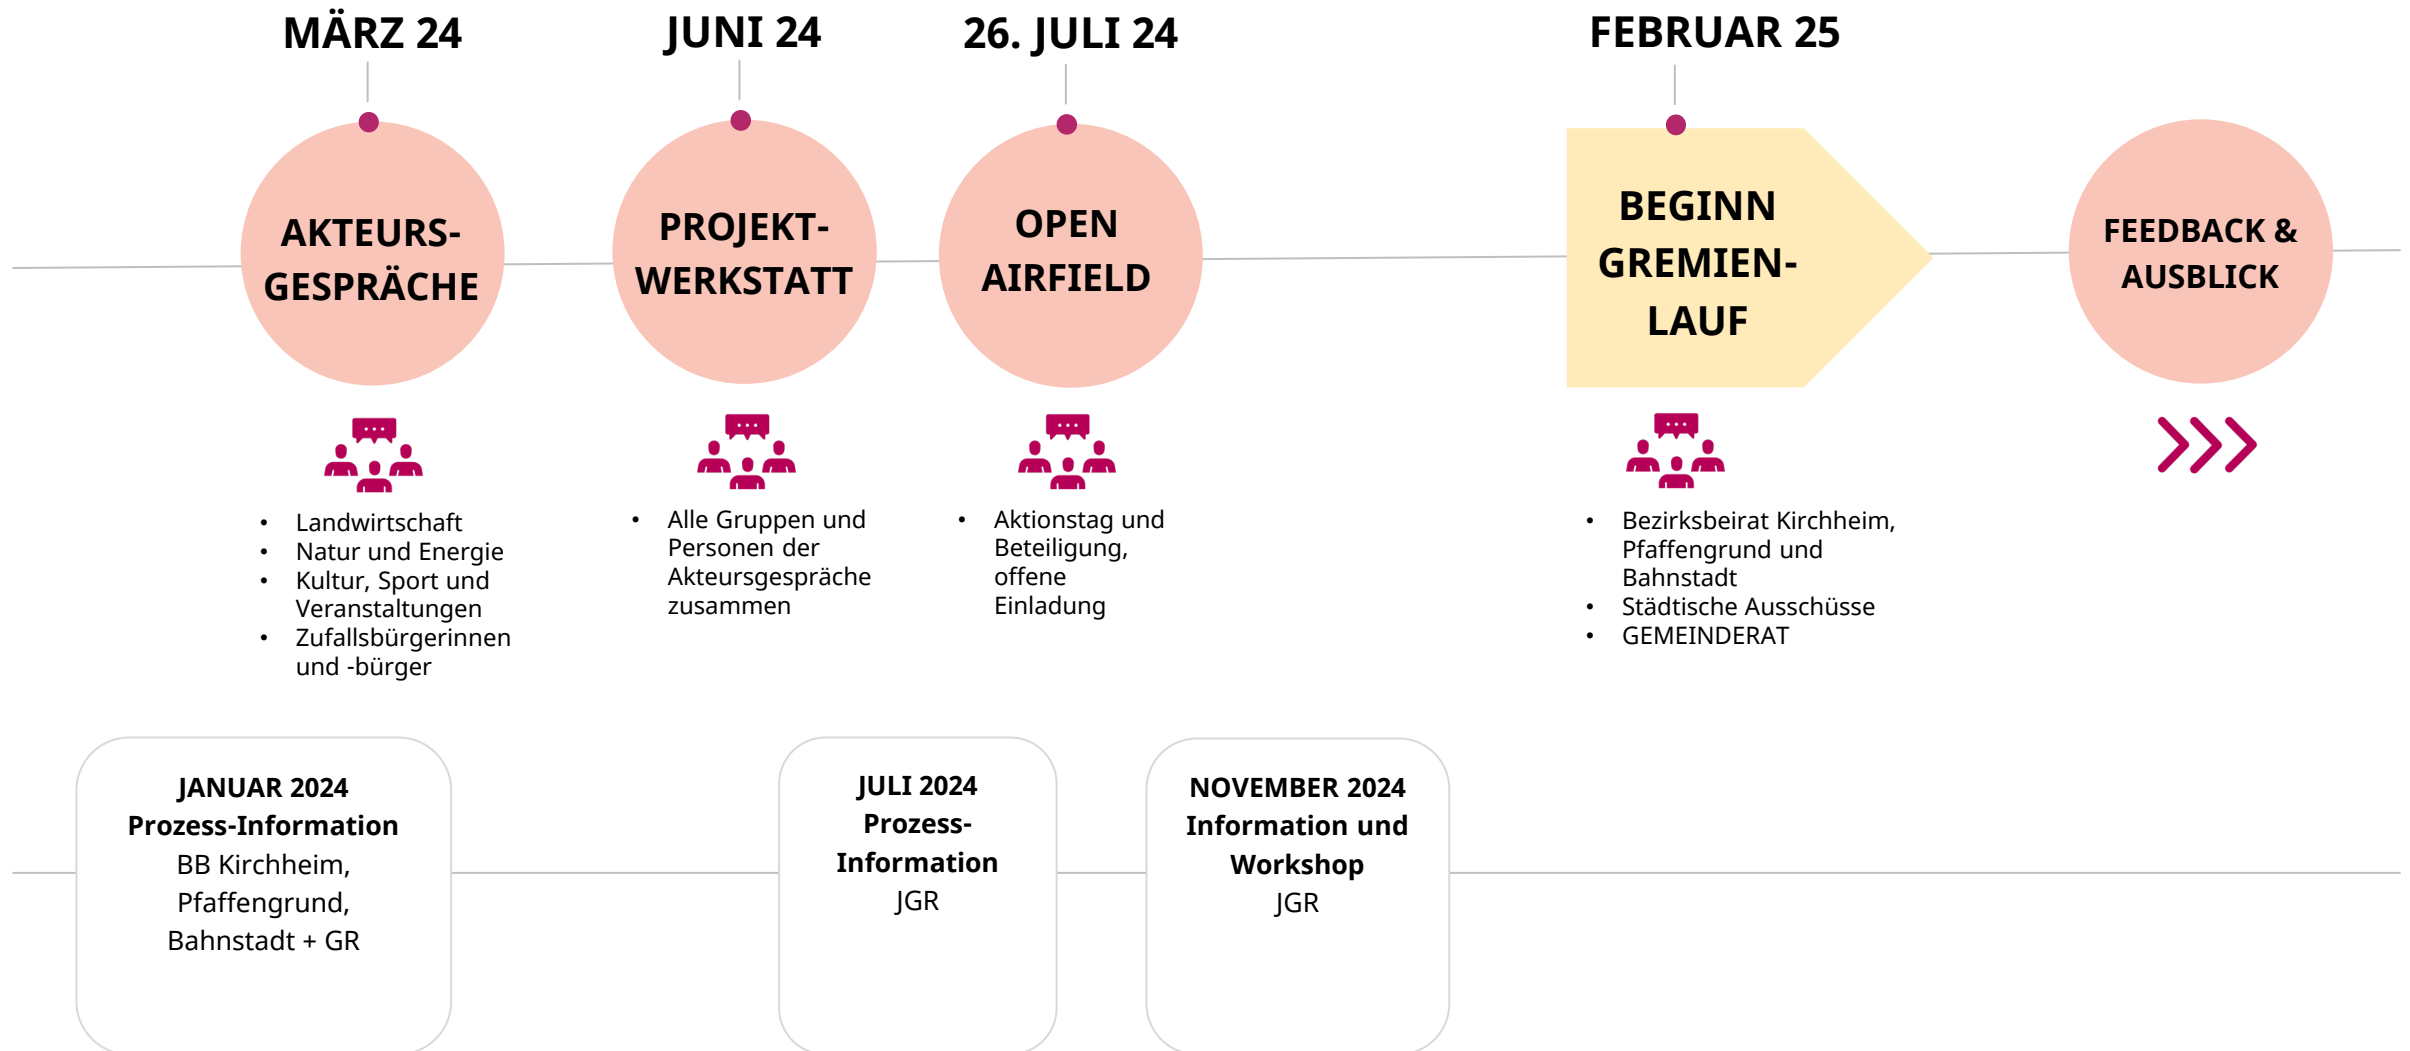 MÄRZ 24
AKTEURS-
GESPRÄCHE
• Landwirtschaft
• Natur und Energie
• Kultur, Sport und
Veranstaltungen
• Zufallsbürgerinnen
und -bürger
JUNI 24
PROJEKT-
WERKSTATT
• Alle Gruppen und
Personen der
Akteursgespräche
zusammen
26. JULI 24
OPEN
AIRFIELD
• Aktionstag und
Beteiligung,
offene
Einladung
FEBRUAR 25
BEGINN
GREMIEN-
LAUF
• Bezirksbeirat Kirchheim,
Pfaffengrund und
Bahnstadt
• Städtische Ausschüsse
• GEMEINDERAT
FEEDBACK &
AUSBLICK
JANUAR 2024
Prozess-Information
BB Kirchheim,
Pfaffengrund,
Bahnstadt + GR
JULI 2024
Prozess-
Information
JGR
NOVEMBER 2024
Information und
Workshop
JGR